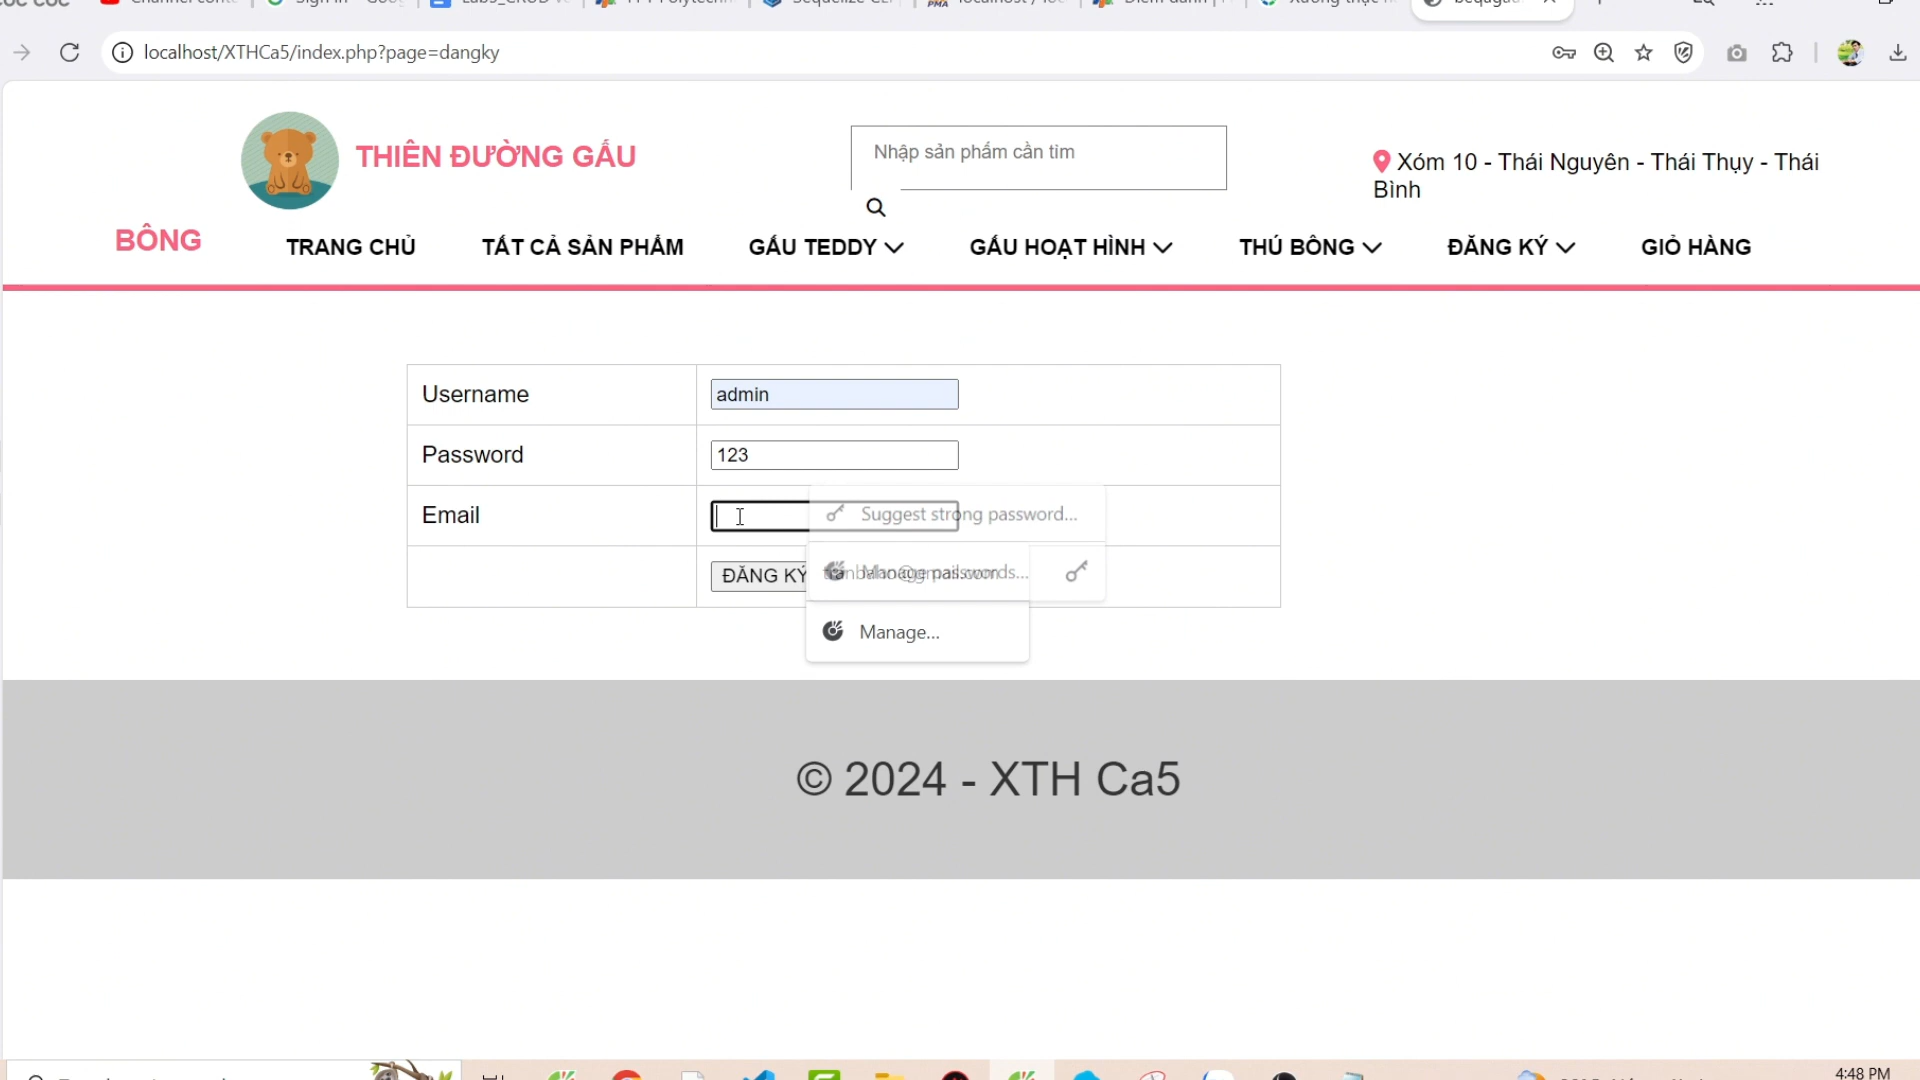 localhost/XTHCa5/index.php?page=dangky
THIÊN ĐƯỜNG GẤU
BÔNG
Nhập sản phẩm cần tìm
Xóm 10 - Thái Nguyên - Thái Thụy - Thái
Bình
TRANG CHỦ
TẤT CẢ SẢN PHẨM
GẤU TEDDY
GẤU HOẠT HÌNH
THÚ BÔNG
ĐĂNG KÝ
GIỎ HÀNG
Username
admin
Password
123
Email
Suggest strong password...
ĐĂNG KÝ
Manage passwords...
Manage...
© 2024 - XTH Ca5
4:48 PM